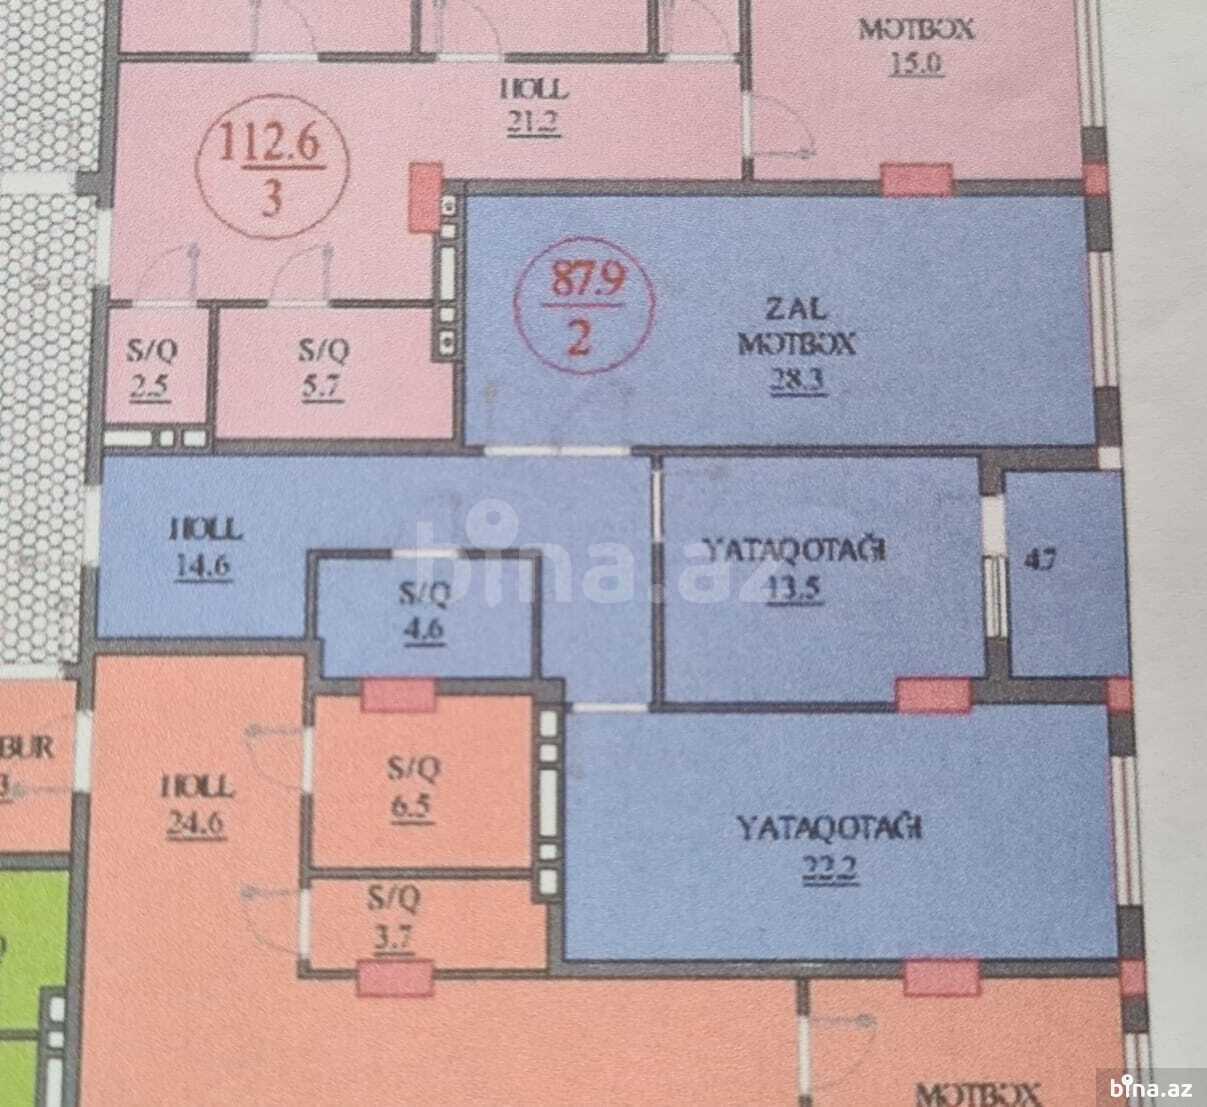 MƏTBƏX
15.0
HOLL
21.2
112.6
3
87.9
2
ZAL
MƏTBƏX
28.3
S/Q
2.5
S/Q
5.7
HOLL
14.6
YATAQOTAĞI
13.5
4.7
S/Q
4.6
bina.az
BUR
3
HOLL
24.6
S/Q
6.5
YATAQOTAĞI
22.2
S/Q
3.7
Q
MƏTBƏX
bina.az